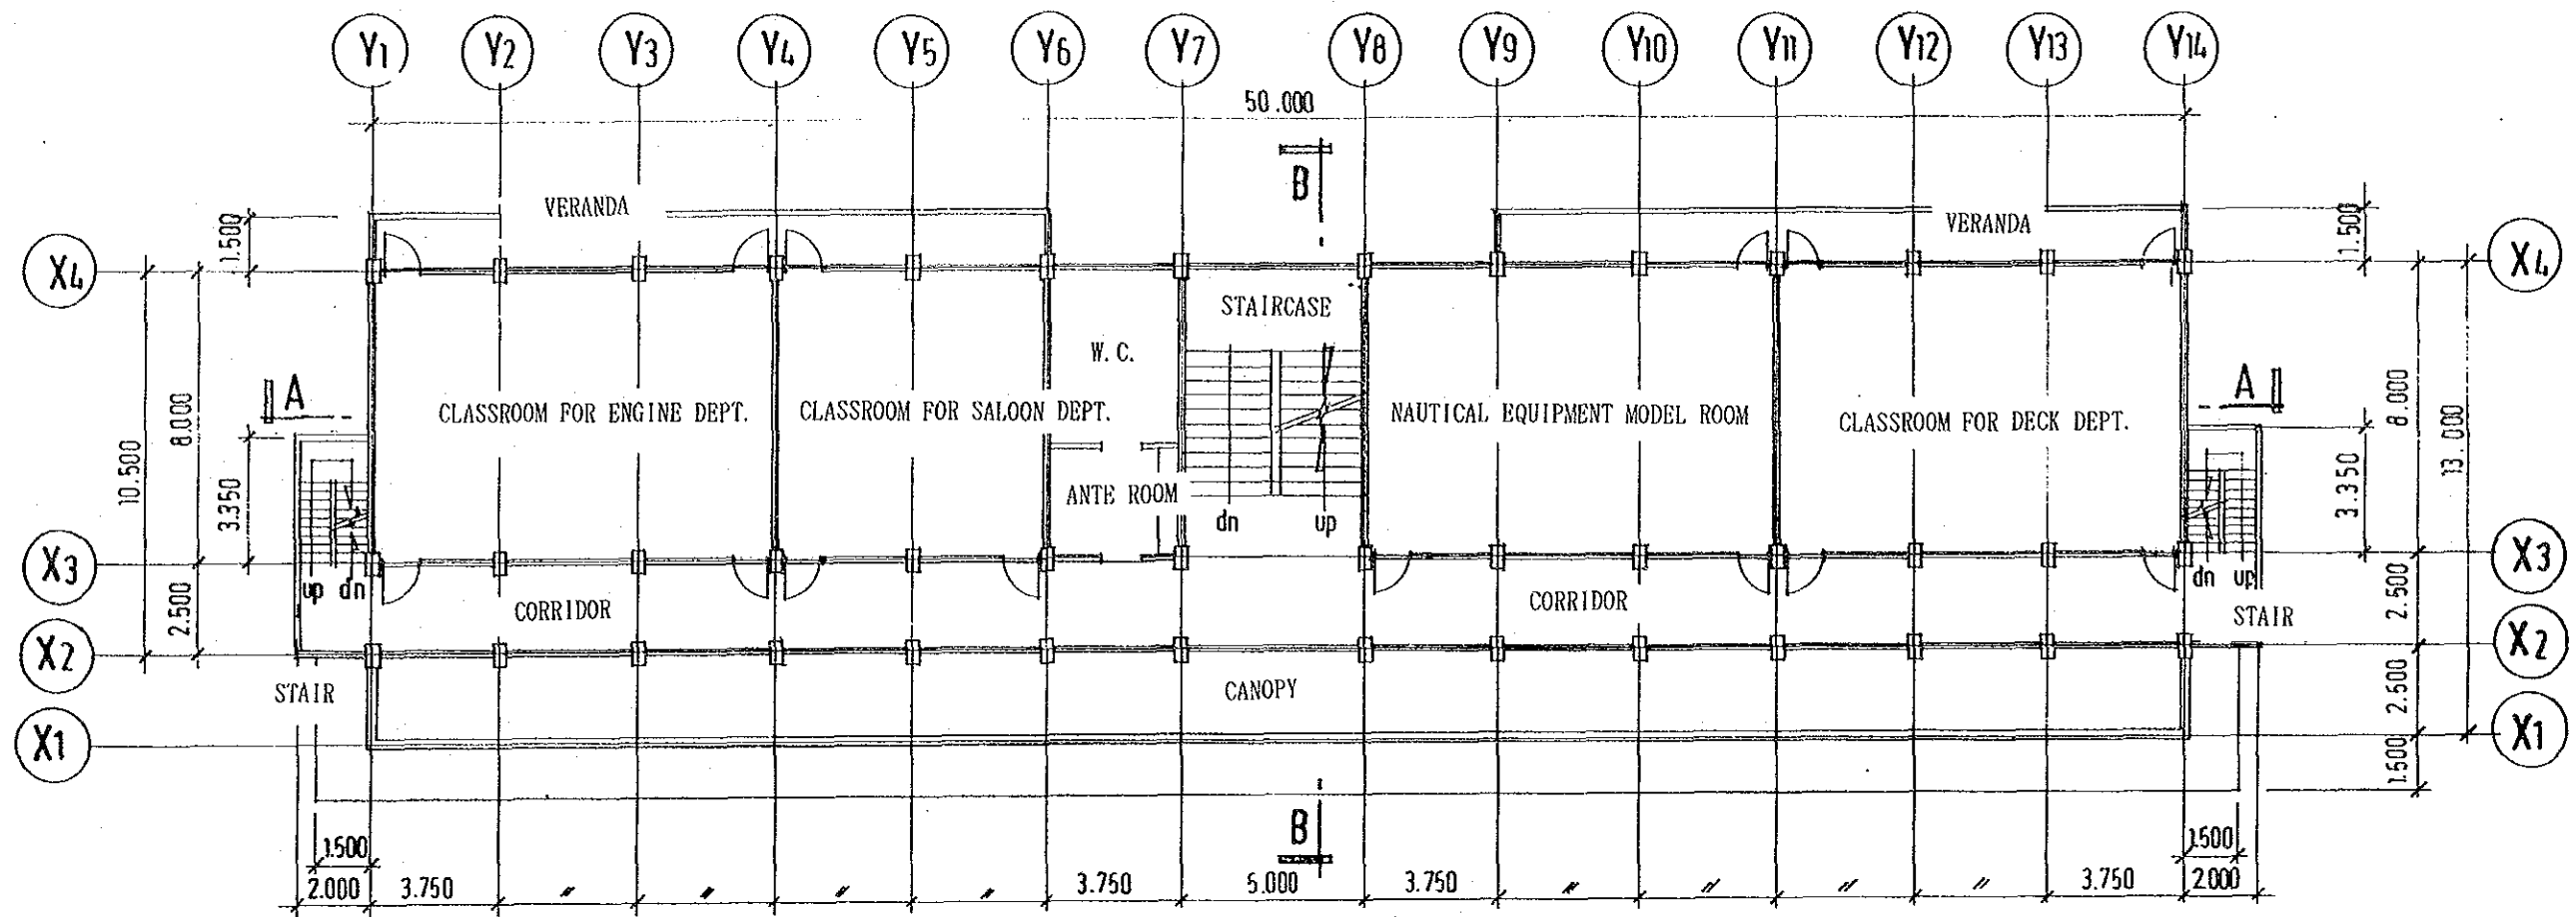 Y1 Y2 Y3 Y4 Y5 Y6 Y7 Y8 Y9 Y10 Y11 Y12 Y13 Y14
50.000
B
VERANDA
VERANDA
1.500
1.500
X4
X4
STAIRCASE
W.C.
A
A
CLASSROOM FOR ENGINE DEPT.
CLASSROOM FOR SALOON DEPT.
NAUTICAL EQUIPMENT MODEL ROOM
CLASSROOM FOR DECK DEPT.
10.500
8.000
3.350
8.000
13.000
3.350
ANTE ROOM
dn up
X3
X3
up dn
dn up
CORRIDOR
CORRIDOR
2.500
2.500
STAIR
X2
X2
STAIR
CANOPY
2.500
X1
X1
1.500
B
1.500
1.500
2.000 3.750 〃 〃 〃 〃 3.750 5.000 3.750 〃 〃 〃 〃 3.750 2.000